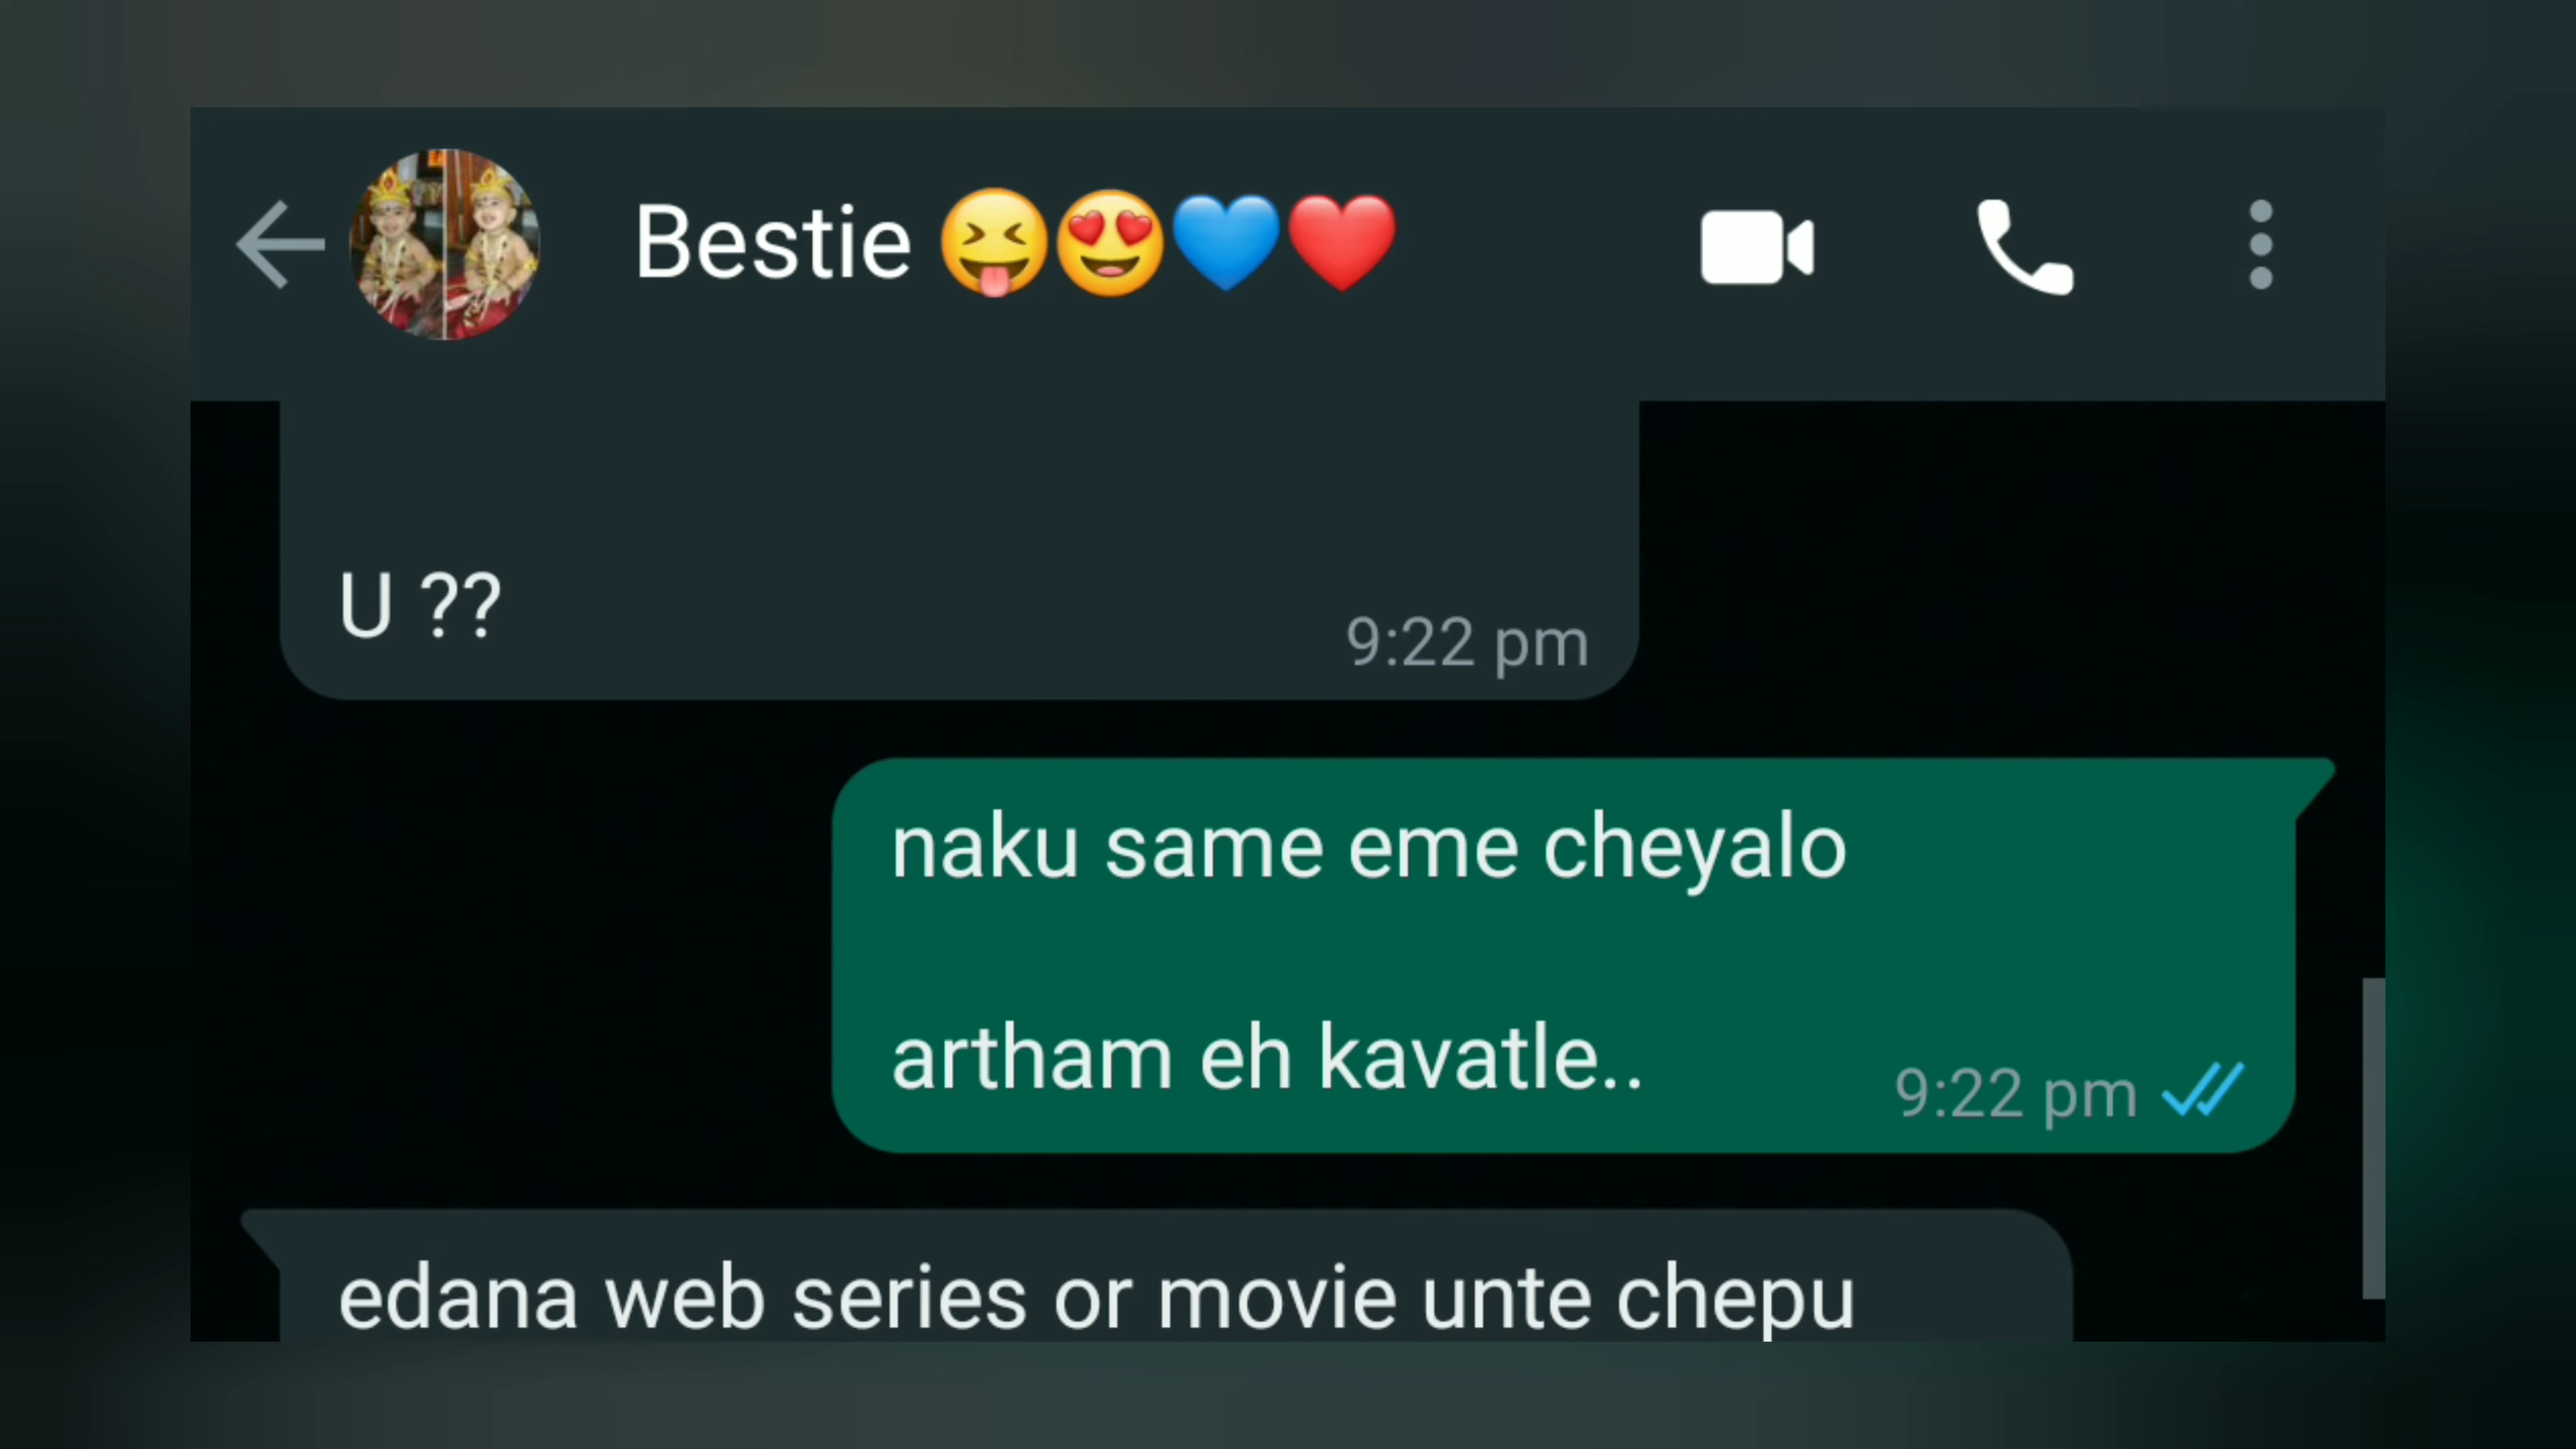 Bestie 😝😍💙❤️
U ??
9:22 pm
naku same eme cheyalo
artham eh kavatle..
9:22 pm
edana web series or movie unte chepu